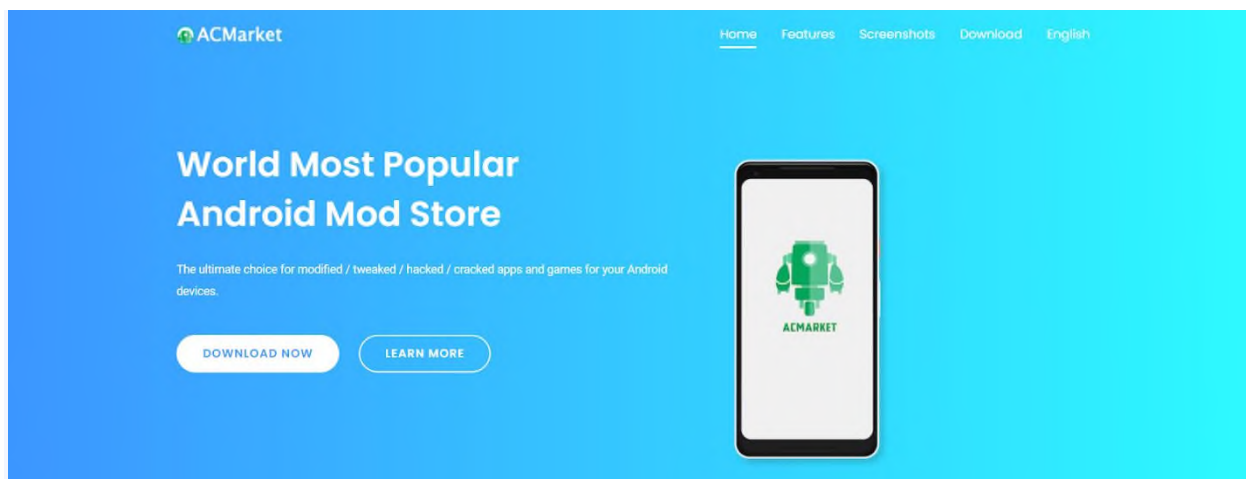 ACMarket
Home Features Screenshots Download English
World Most Popular
Android Mod Store
The ultimate choice for modified / tweaked / hacked / cracked apps and games for your Android
devices.
DOWNLOAD NOW LEARN MORE
ACMARKET